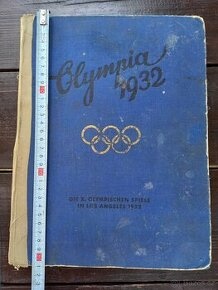 Olympia
1932
DIE X. OLYMPISCHEN SPIELE
IN LOS ANGELES 1932